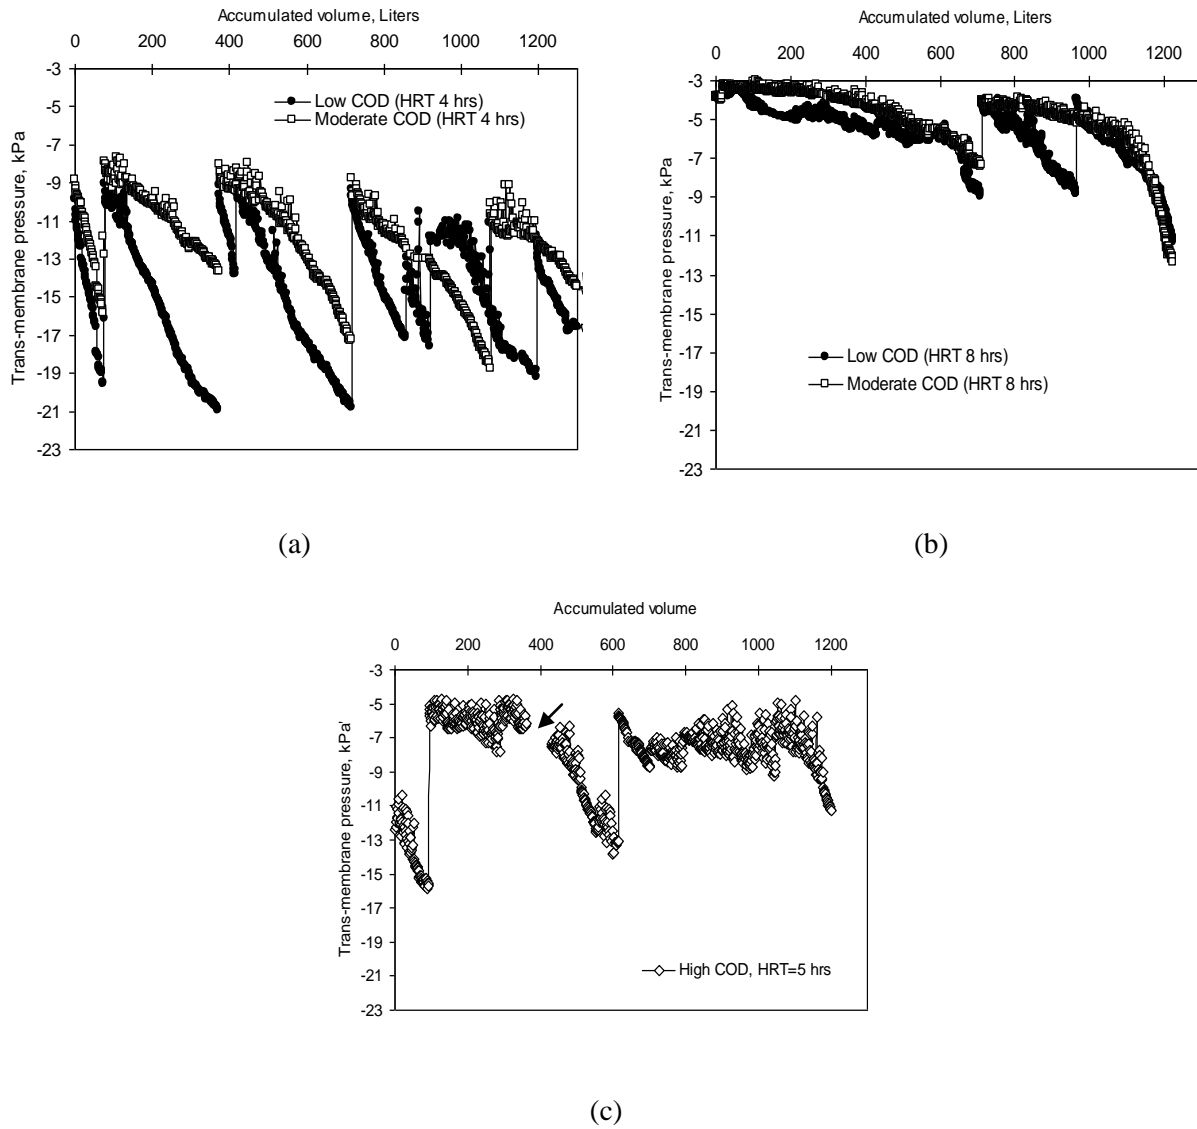 Accumulated volume, Liters
0 200 400 600 800 1000 1200
-3
-5
-7
-9
-11
-13
-15
-17
-19
-21
-23
Trans-membrane pressure, kPa
Low COD (HRT 4 hrs)
Moderate COD (HRT 4 hrs)
(a)
Accumulated volume, Liters
0 200 400 600 800 1000 1200
-3
-5
-7
-9
-11
-13
-15
-17
-19
-21
-23
Trans-membrane pressure, kPa
Low COD (HRT 8 hrs)
Moderate COD (HRT 8 hrs)
(b)
Accumulated volume
0 200 400 600 800 1000 1200
-3
-5
-7
-9
-11
-13
-15
-17
-19
-21
-23
Trans-membrane pressure, kPa'
High COD, HRT=5 hrs
(c)